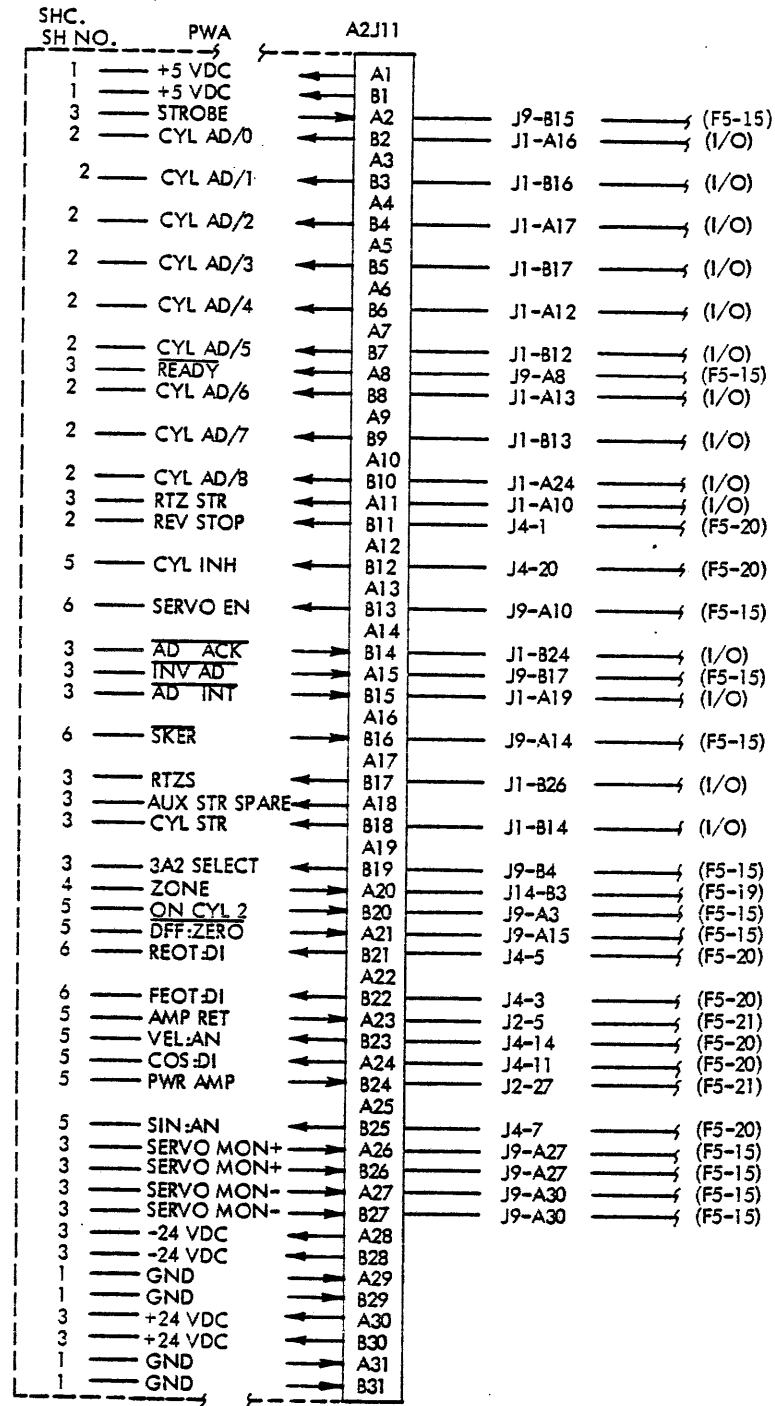 SHC.
SH NO. PWA A2J11
1 +5 VDC A1
1 +5 VDC B1
3 STROBE A2 J9-B15 (F5-15)
2 CYL AD/0 B2 J1-A16 (I/O)
A3
2 CYL AD/1 B3 J1-B16 (I/O)
A4
2 CYL AD/2 B4 J1-A17 (I/O)
A5
2 CYL AD/3 B5 J1-B17 (I/O)
A6
2 CYL AD/4 B6 J1-A12 (I/O)
A7
2 CYL AD/5 B7 J1-B12 (I/O)
3 READY A8 J9-A8 (F5-15)
2 CYL AD/6 B8 J1-A13 (I/O)
A9
2 CYL AD/7 B9 J1-B13 (I/O)
A10
2 CYL AD/8 B10 J1-A24 (I/O)
3 RTZ STR A11 J1-A10 (I/O)
2 REV STOP B11 J4-1 (F5-20)
A12
5 CYL INH B12 J4-20 (F5-20)
A13
6 SERVO EN B13 J9-A10 (F5-15)
A14
3 AD ACK B14 J1-B24 (I/O)
3 INV AD A15 J9-B17 (F5-15)
3 AD INT B15 J1-A19 (I/O)
A16
6 SKER B16 J9-A14 (F5-15)
A17
3 RTZS B17 J1-B26 (I/O)
3 AUX STR SPARE A18
3 CYL STR B18 J1-B14 (I/O)
A19
3 3A2 SELECT B19 J9-B4 (F5-15)
4 ZONE A20 J14-B3 (F5-19)
5 ON CYL 2 B20 J9-A3 (F5-15)
5 DFF:ZERO A21 J9-A15 (F5-15)
6 REOT:DI B21 J4-5 (F5-20)
A22
6 FEOT:DI B22 J4-3 (F5-20)
5 AMP RET A23 J2-5 (F5-21)
5 VEL:AN B23 J4-14 (F5-20)
5 COS:DI A24 J4-11 (F5-20)
5 PWR AMP B24 J2-27 (F5-21)
A25
5 SIN:AN B25 J4-7 (F5-20)
3 SERVO MON+ A26 J9-A27 (F5-15)
3 SERVO MON+ B26 J9-A27 (F5-15)
3 SERVO MON- A27 J9-A30 (F5-15)
3 SERVO MON- B27 J9-A30 (F5-15)
3 -24 VDC A28
3 -24 VDC B28
1 GND A29
1 GND B29
3 +24 VDC A30
3 +24 VDC B30
1 GND A31
1 GND B31